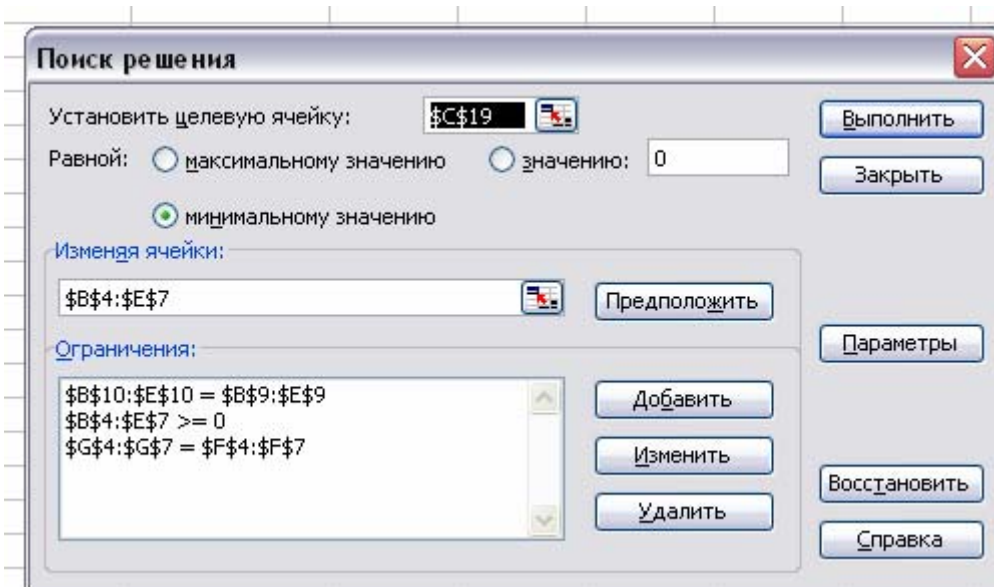 Поиск решения
Установить целевую ячейку: $C$19
Выполнить
Равной: максимальному значению значению: 0
Закрыть
минимальному значению
Изменяя ячейки:
$B$4:$E$7 Предположить
Ограничения:
Параметры
$B$10:$E$10 = $B$9:$E$9
$B$4:$E$7 >= 0
$G$4:$G$7 = $F$4:$F$7
Добавить
Изменить
Удалить
Восстановить
Справка